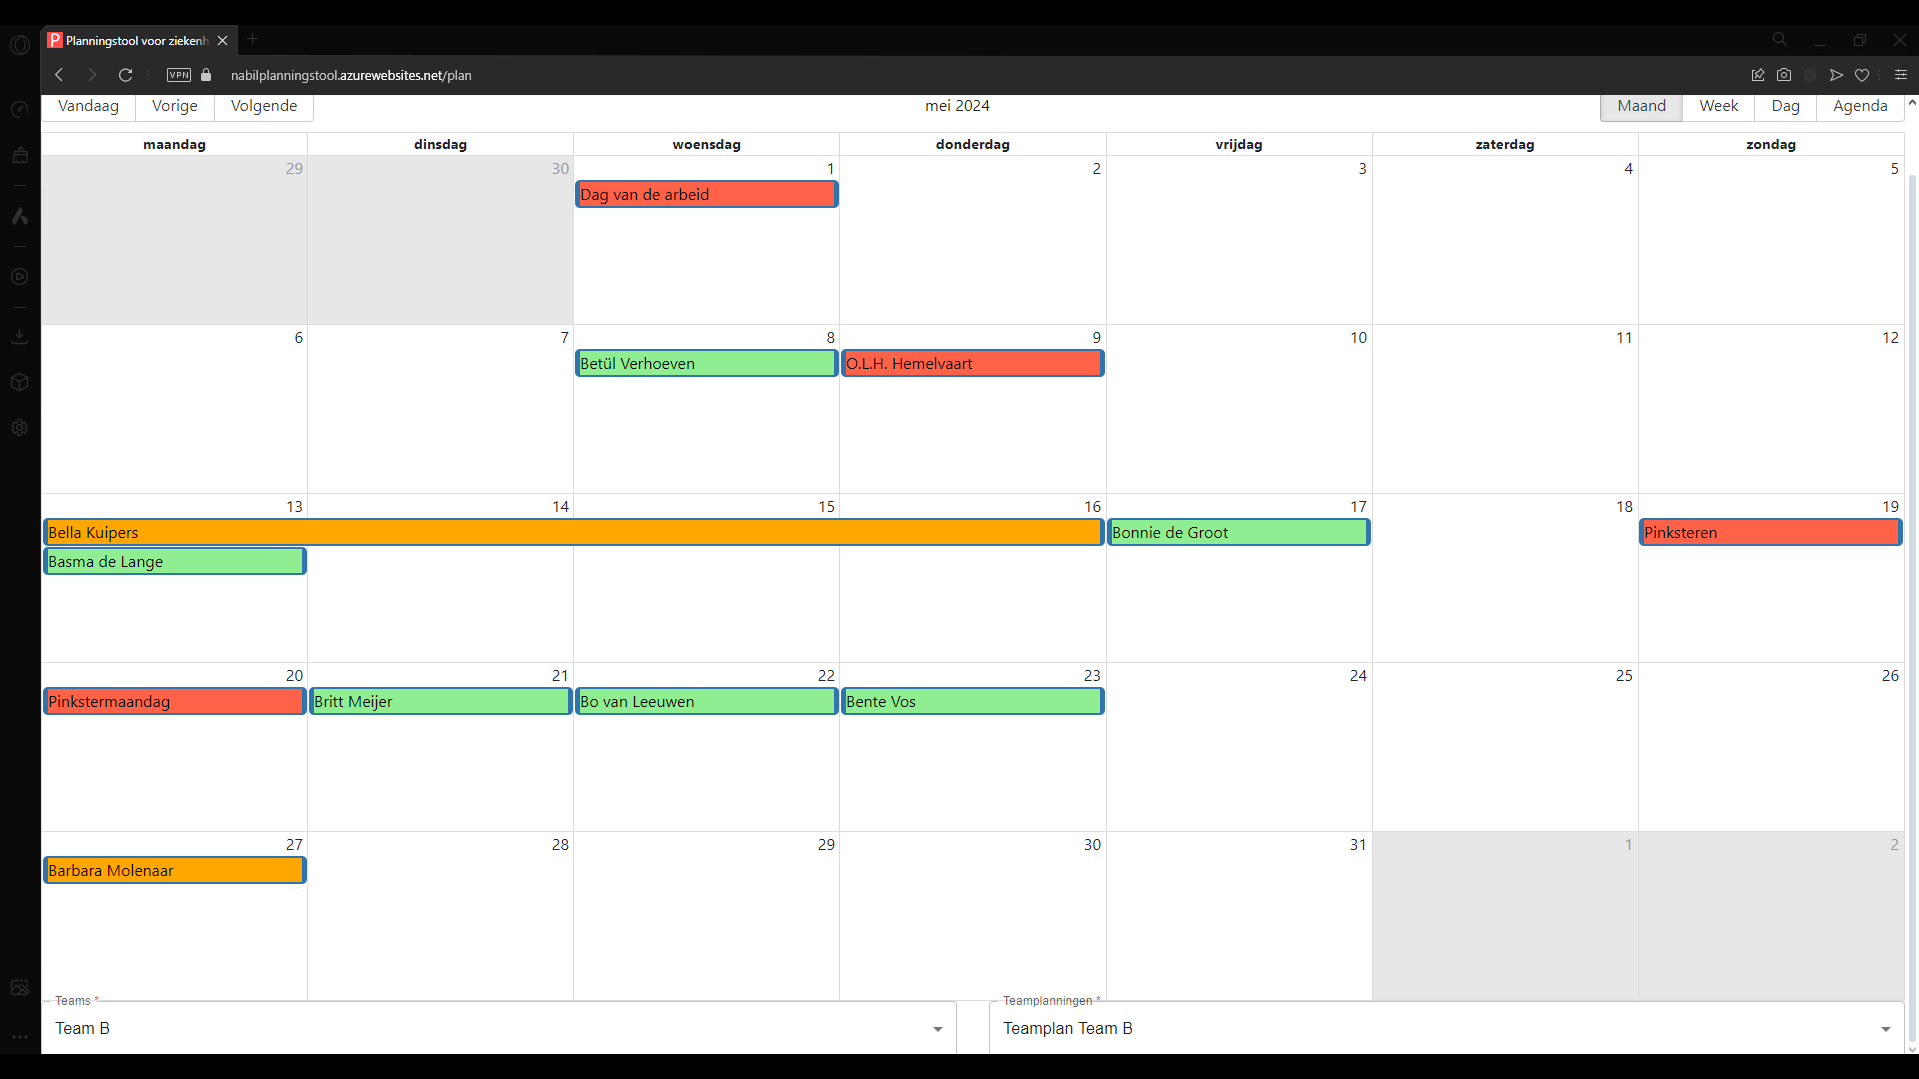 Planningstool voor ziekenh
VPN nabilplanningstool.azurewebsites.net/plan
Vandaag Vorige Volgende mei 2024 Maand Week Dag Agenda
maandag dinsdag woensdag donderdag vrijdag zaterdag zondag
29 30 1 2 3 4 5
Dag van de arbeid
6 7 8 9 10 11 12
Betül Verhoeven O.L.H. Hemelvaart
13 14 15 16 17 18 19
Bella Kuipers Bonnie de Groot Pinksteren
Basma de Lange
20 21 22 23 24 25 26
Pinkstermaandag Britt Meijer Bo van Leeuwen Bente Vos
27 28 29 30 31 1 2
Barbara Molenaar
Teams * Teamplanningen *
Team B Teamplan Team B